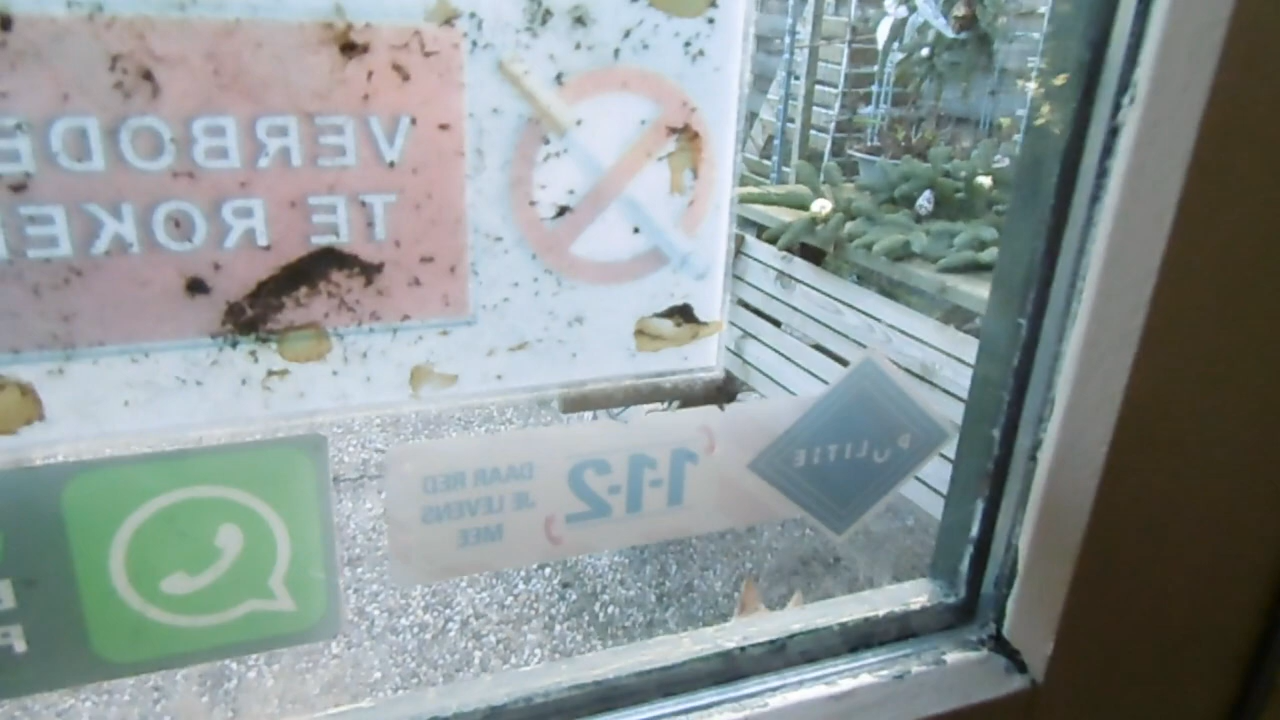 VERBODE
TE ROKE
1-1-2
DAAR RED
JE LEVENS
MEE
POLITIE